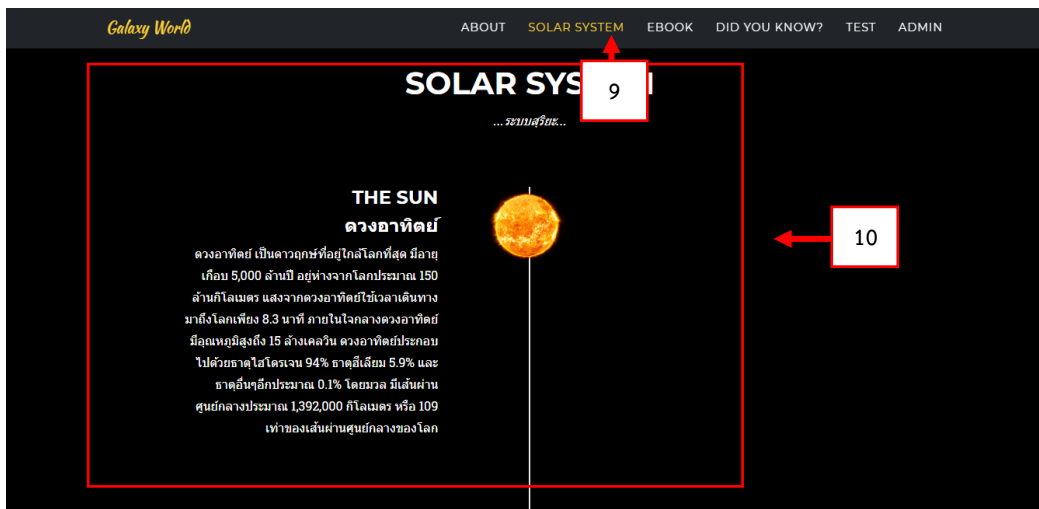 Galaxy World
ABOUT SOLAR SYSTEM EBOOK DID YOU KNOW? TEST ADMIN
9
SOLAR SYS
...ระบบสุริยะ...
THE SUN
ดวงอาทิตย์
ดวงอาทิตย์ เป็นดาวฤกษ์ที่อยู่ใกล้โลกที่สุด มีอายุ
เกือบ 5,000 ล้านปี อยู่ห่างจากโลกประมาณ 150
ล้านกิโลเมตร แสงจากดวงอาทิตย์ใช้เวลาเดินทาง
มาถึงโลกเพียง 8.3 นาที ภายในใจกลางดวงอาทิตย์
มีอุณหภูมิสูงถึง 15 ล้างเคลวิน ดวงอาทิตย์ประกอบ
ไปด้วยธาตุไฮโดรเจน 94% ธาตุฮีเลียม 5.9% และ
ธาตุอื่นๆอีกประมาณ 0.1% โดยมวล มีเส้นผ่าน
ศูนย์กลางประมาณ 1,392,000 กิโลเมตร หรือ 109
เท่าของเส้นผ่านศูนย์กลางของโลก
10